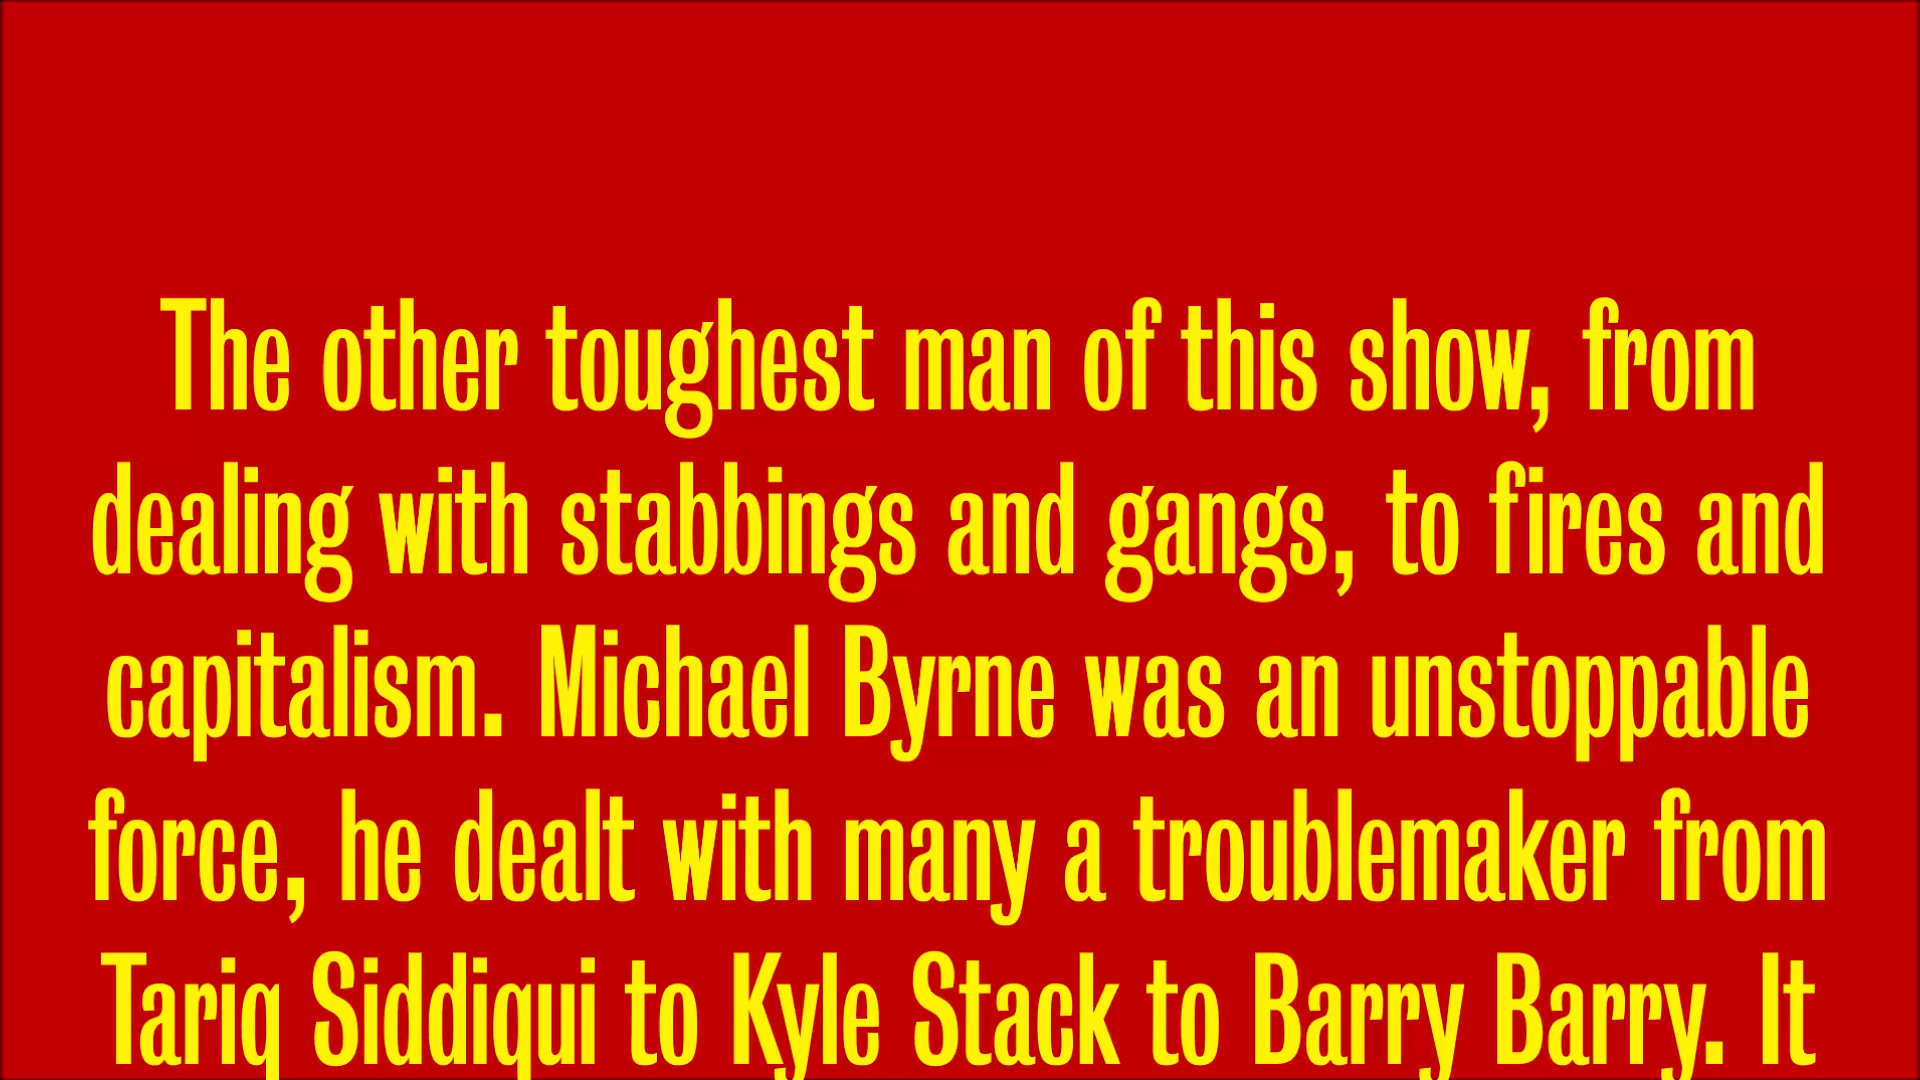 The other toughest man of this show, from
dealing with stabbings and gangs, to fires and
capitalism. Michael Byrne was an unstoppable
force, he dealt with many a troublemaker from
Tariq Siddiqui to Kyle Stack to Barry Barry. It